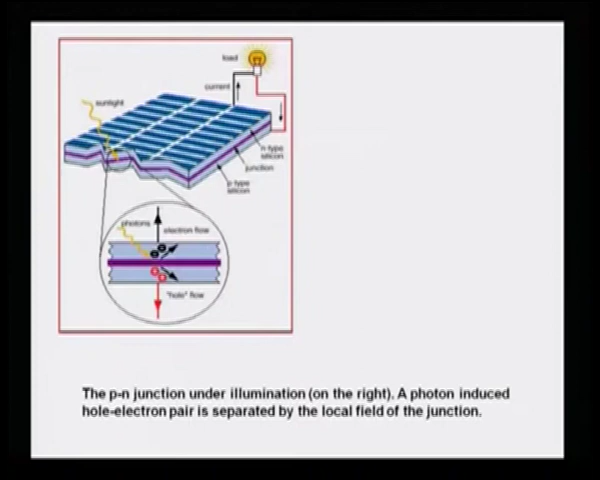 load
current
sunlight
n-type
silicon
junction
p-type
silicon
photons
electron flow
"hole" flow
The p-n junction under illumination (on the right). A photon induced
hole-electron pair is separated by the local field of the junction.